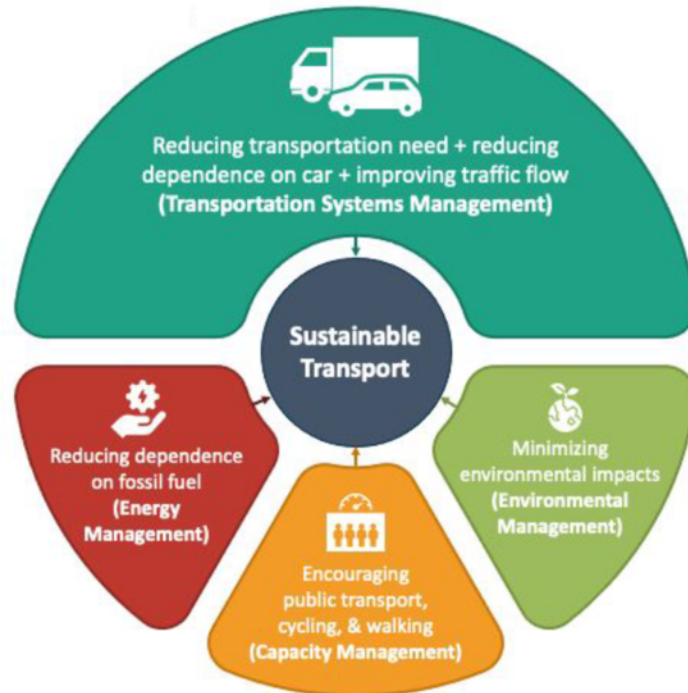 Reducing transportation need + reducing
dependence on car + improving traffic flow
(Transportation Systems Management)
Sustainable
Transport
Reducing dependence
on fossil fuel
(Energy
Management)
Minimizing
environmental impacts
(Environmental
Management)
Encouraging
public transport,
cycling, & walking
(Capacity Management)